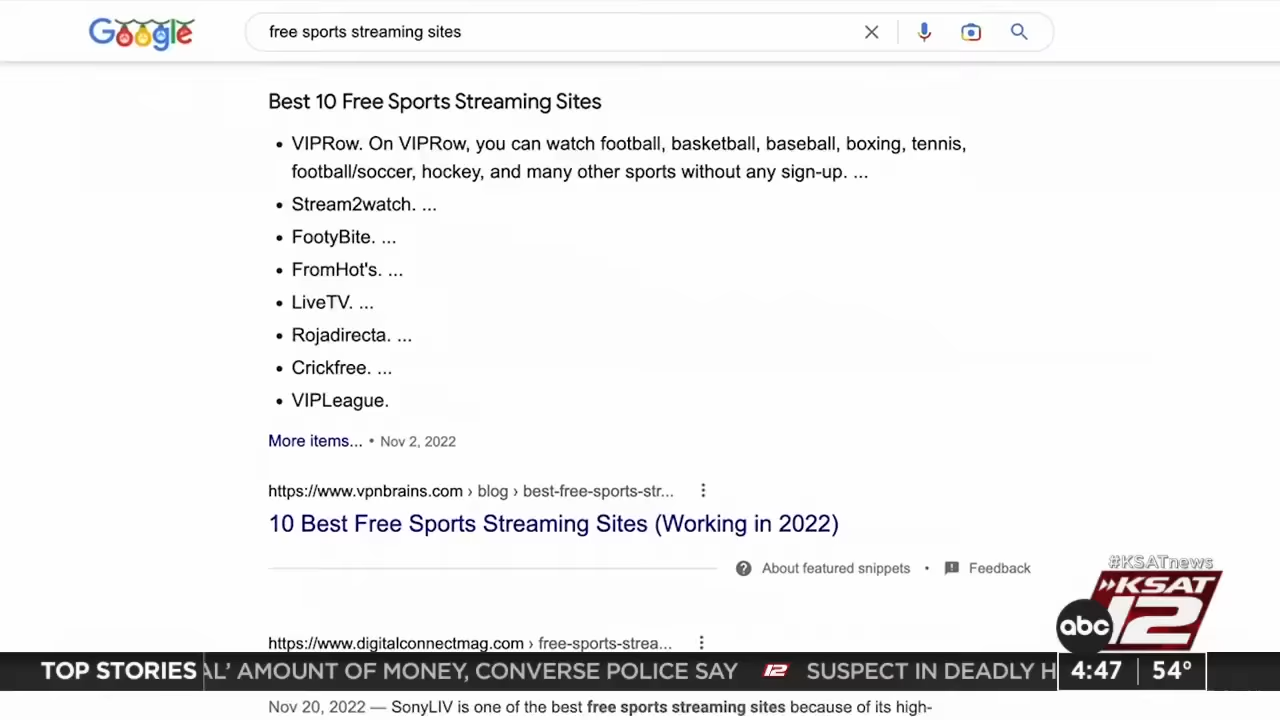 Google
free sports streaming sites
Best 10 Free Sports Streaming Sites
• VIPRow. On VIPRow, you can watch football, basketball, baseball, boxing, tennis,
football/soccer, hockey, and many other sports without any sign-up. ...
• Stream2watch. ...
• FootyBite. ...
• FromHot's. ...
• LiveTV. ...
• Rojadirecta. ...
• Crickfree. ...
• VIPLeague.
More items... • Nov 2, 2022
https://www.vpnbrains.com › blog › best-free-sports-str...
10 Best Free Sports Streaming Sites (Working in 2022)
About featured snippets • Feedback
#KSATnews
KSAT
abc 12
https://www.digitalconnectmag.com › free-sports-strea...
TOP STORIES AL' AMOUNT OF MONEY, CONVERSE POLICE SAY 12 SUSPECT IN DEADLY H 4:47 54°
Nov 20, 2022 — SonyLIV is one of the best free sports streaming sites because of its high-